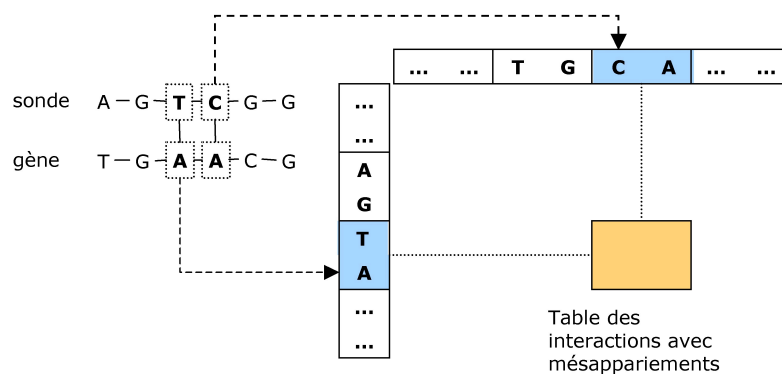 ... ... T G C A ... ...
sonde A G T C G G
gène T G A A C G
...
...
A
G
T
A
...
...
Table des
interactions avec
mésappariements